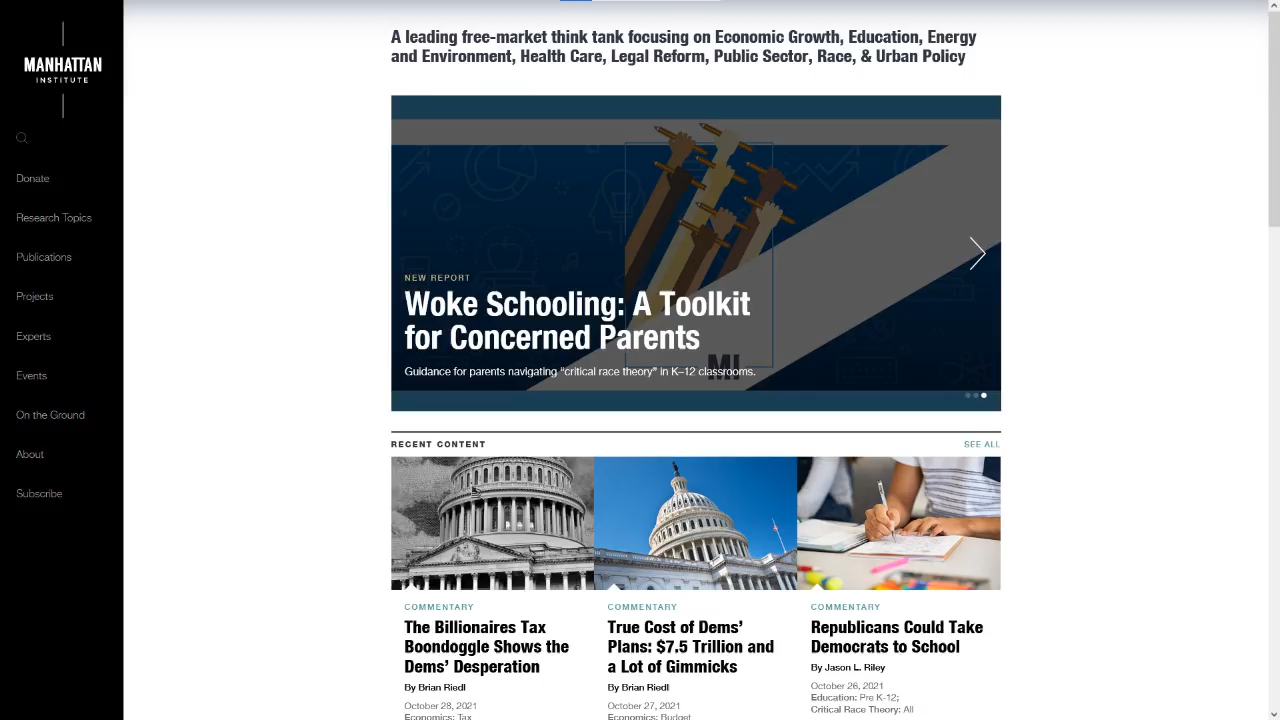 MANHATTAN
INSTITUTE
Donate
Research Topics
Publications
Projects
Experts
Events
On the Ground
About
Subscribe
A leading free-market think tank focusing on Economic Growth, Education, Energy
and Environment, Health Care, Legal Reform, Public Sector, Race, & Urban Policy
NEW REPORT
Woke Schooling: A Toolkit
for Concerned Parents
MI
Guidance for parents navigating “critical race theory” in K–12 classrooms.
RECENT CONTENT
SEE ALL
COMMENTARY
The Billionaires Tax
Boondoggle Shows the
Dems’ Desperation
By Brian Riedl
October 28, 2021
Economics: Tax
COMMENTARY
True Cost of Dems’
Plans: $7.5 Trillion and
a Lot of Gimmicks
By Brian Riedl
October 27, 2021
Economics: Budget
COMMENTARY
Republicans Could Take
Democrats to School
By Jason L. Riley
October 26, 2021
Education: Pre K-12;
Critical Race Theory: All